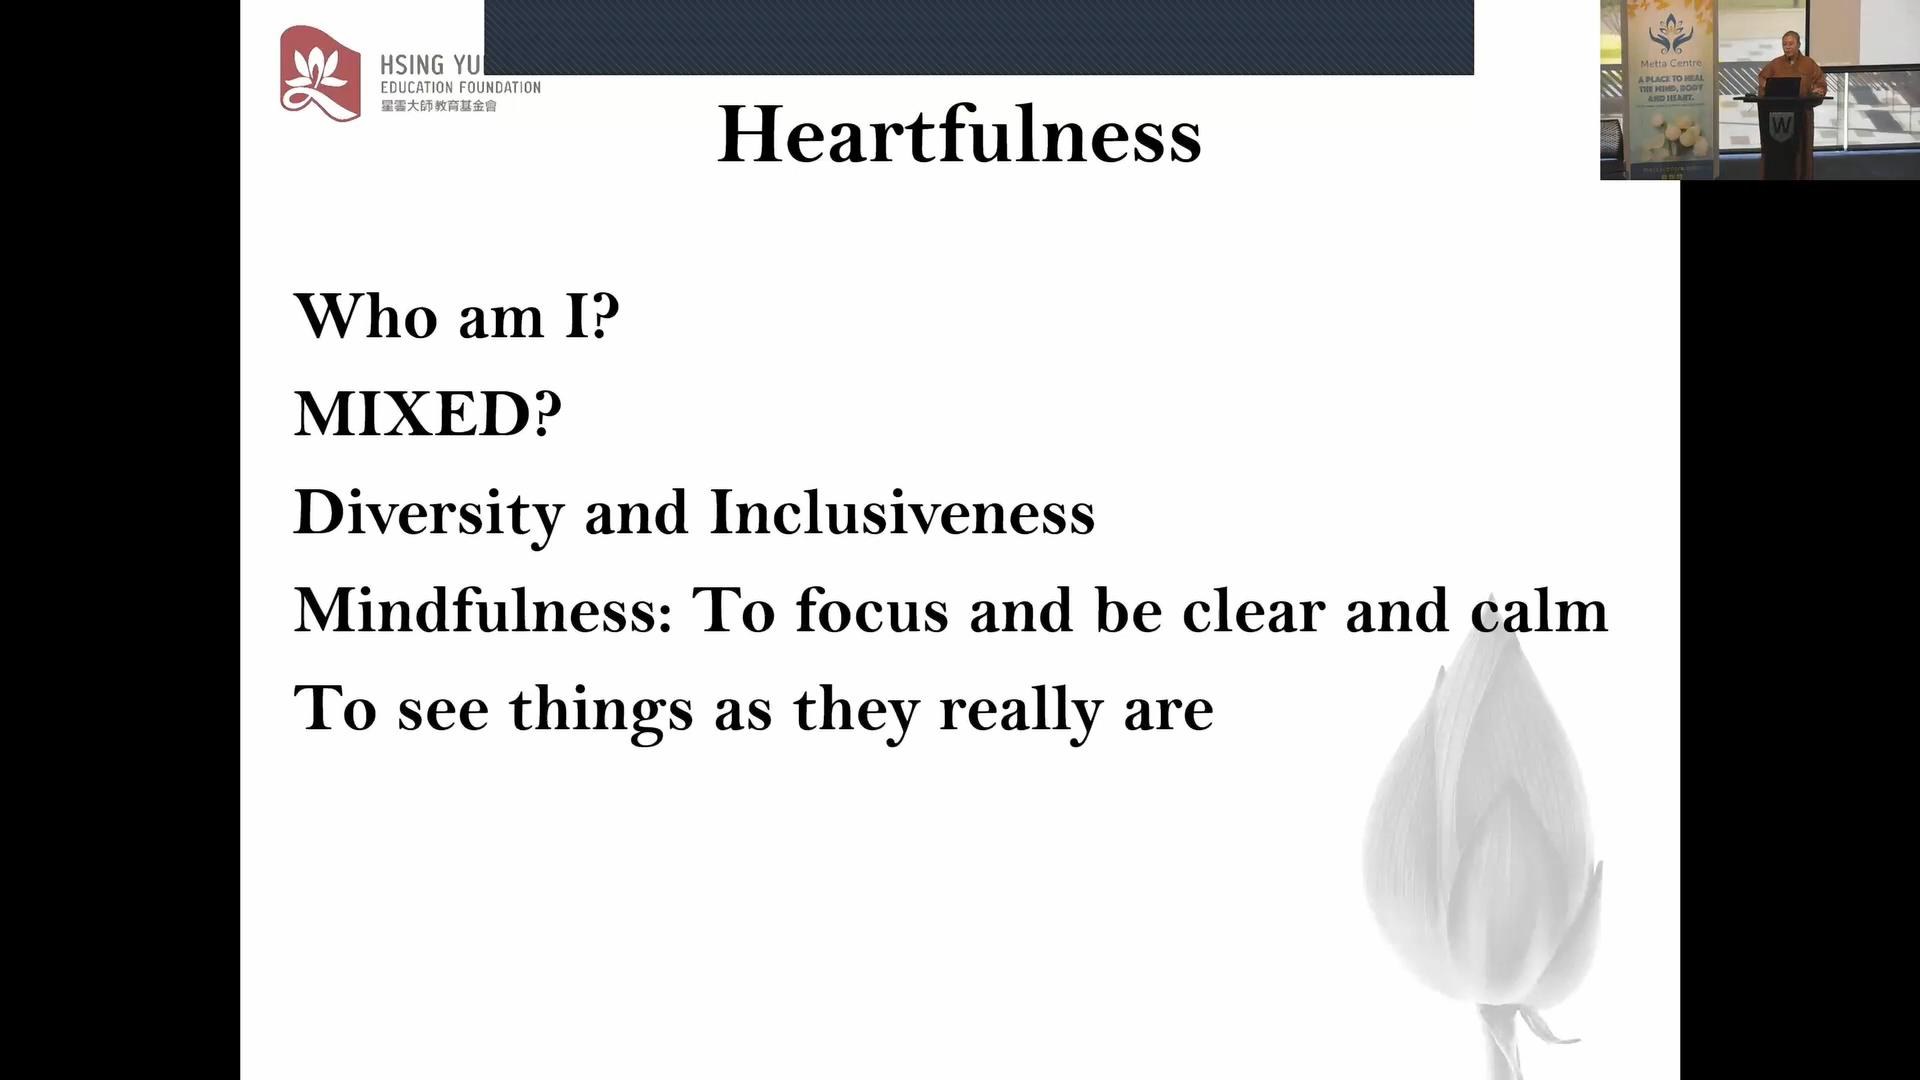 HSING YU
EDUCATION FOUNDATION
星雲大師教育基金會
Heartfulness
Who am I?
MIXED?
Diversity and Inclusiveness
Mindfulness: To focus and be clear and calm
To see things as they really are
Metta Centre
A PLACE TO HEAL
THE MIND, BODY
AND HEART.
W